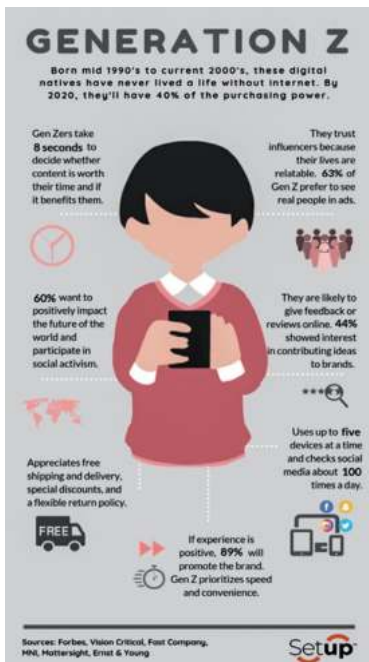 GENERATION Z
Born mid 1990's to current 2000's, these digital
natives have never lived a life without internet. By
2020, they'll have 40% of the purchasing power.
Gen Zers take
8 seconds to
decide whether
content is worth
their time and if
it benefits them.
They trust
influencers because
their lives are
relatable. 63% of
Gen Z prefer to see
real people in ads.
60% want to
positively impact
the future of the
world and
participate in
social activism.
They are likely to
give feedback or
reviews online. 44%
showed interest
in contributing ideas
to brands.
Appreciates free
shipping and delivery,
special discounts, and
a flexible return policy.
FREE
Uses up to five
devices at a time
and checks social
media about 100
times a day.
If experience is
positive, 89% will
promote the brand.
Gen Z prioritizes speed
and convenience.
Sources: Forbes, Vision Critical, Fast Company,
MNI, Mattersight, Ernst & Young
Setup